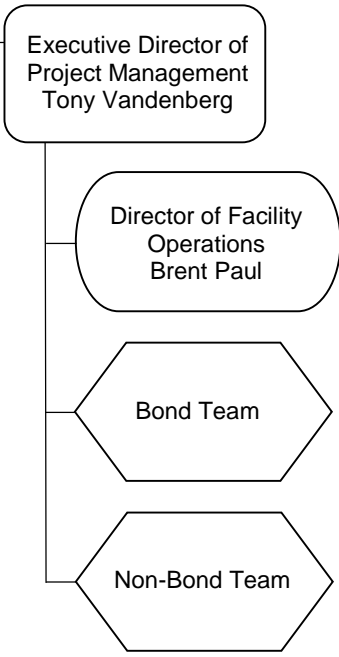 Executive Director of
Project Management
Tony Vandenberg
Director of Facility
Operations
Brent Paul
Bond Team
Non-Bond Team